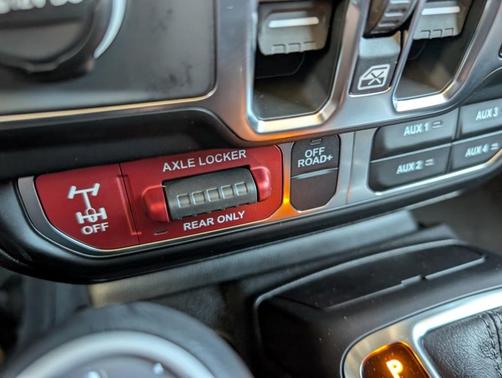 AUX 1
AUX 3
AUX 2
AUX 4
AXLE LOCKER
OFF
ROAD+
OFF
REAR ONLY
P